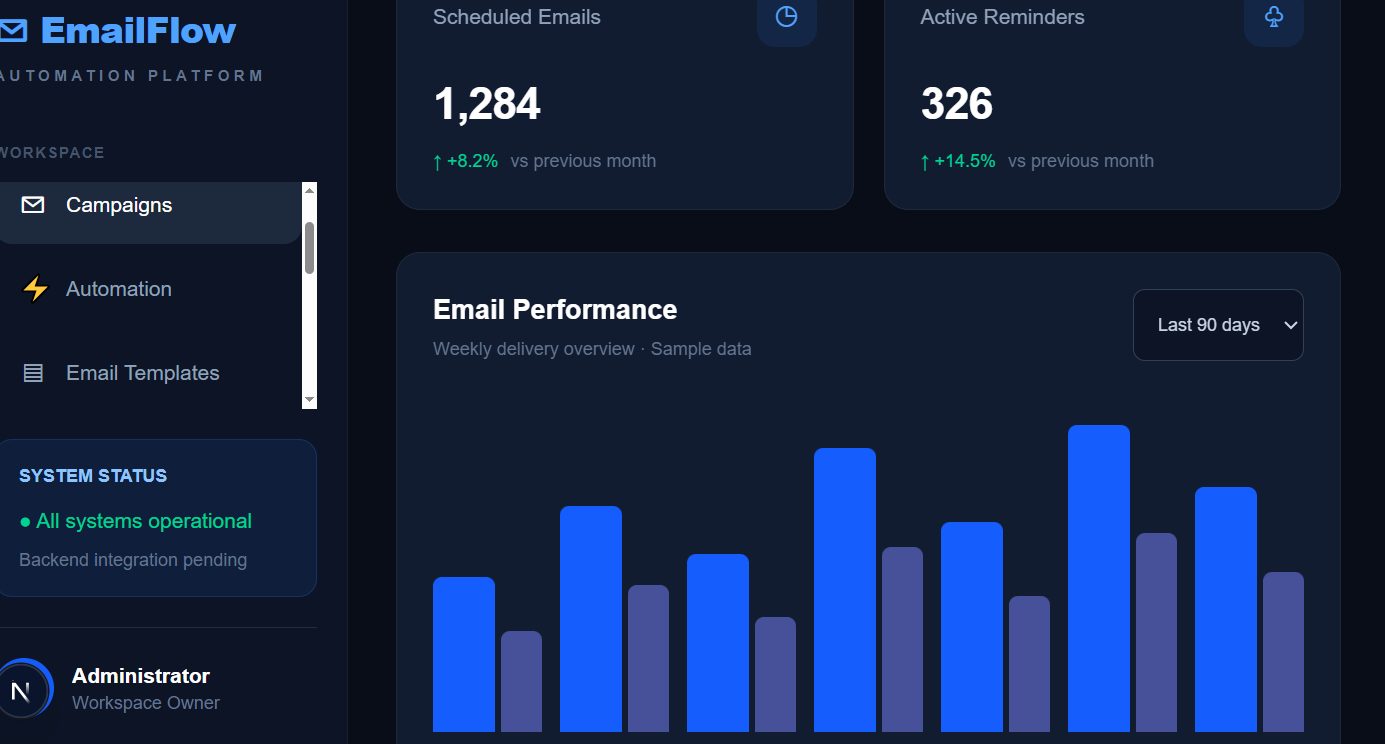 EmailFlow
AUTOMATION PLATFORM
WORKSPACE
Campaigns
Automation
Email Templates
SYSTEM STATUS
● All systems operational
Backend integration pending
N
Administrator
Workspace Owner
Scheduled Emails
1,284
↑ +8.2% vs previous month
Active Reminders
326
↑ +14.5% vs previous month
Email Performance
Weekly delivery overview · Sample data
Last 90 days